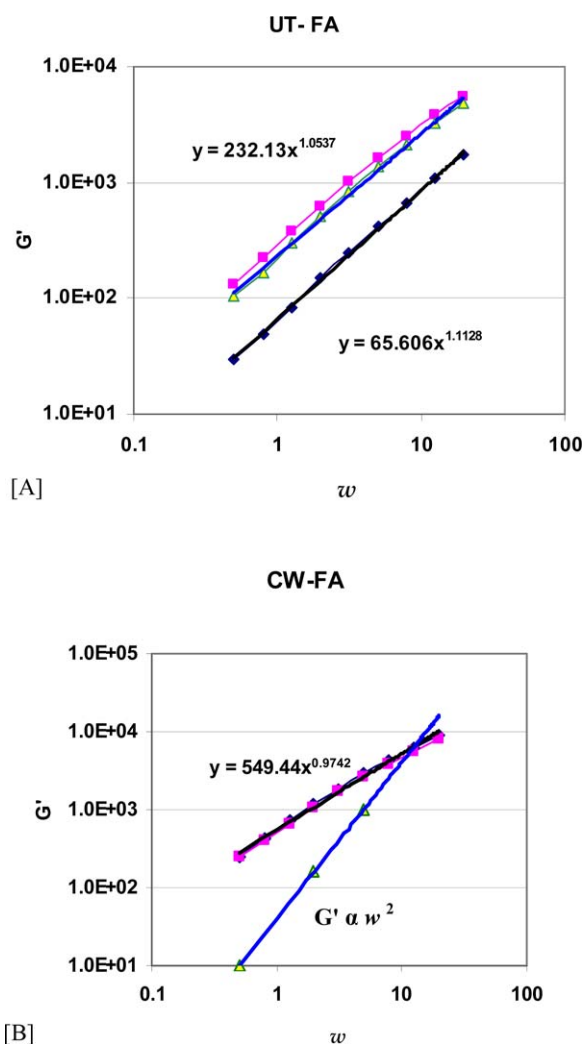 UT- FA
1.0E+04
1.0E+03
1.0E+02
1.0E+01
G'
y = 232.13x^1.0537
y = 65.606x^1.1128
0.1 1 10 100
[A] w
CW-FA
1.0E+05
1.0E+04
1.0E+03
1.0E+02
1.0E+01
G'
y = 549.44x^0.9742
G' α w ^2
0.1 1 10 100
[B] w